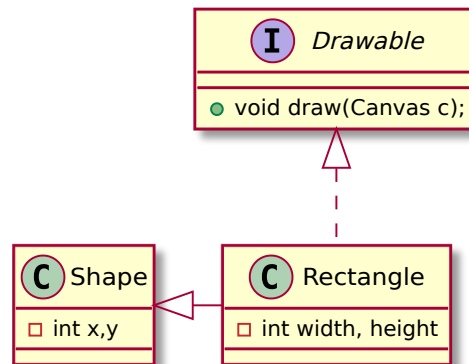 I Drawable
void draw(Canvas c);
C Shape
int x,y
C Rectangle
int width, height